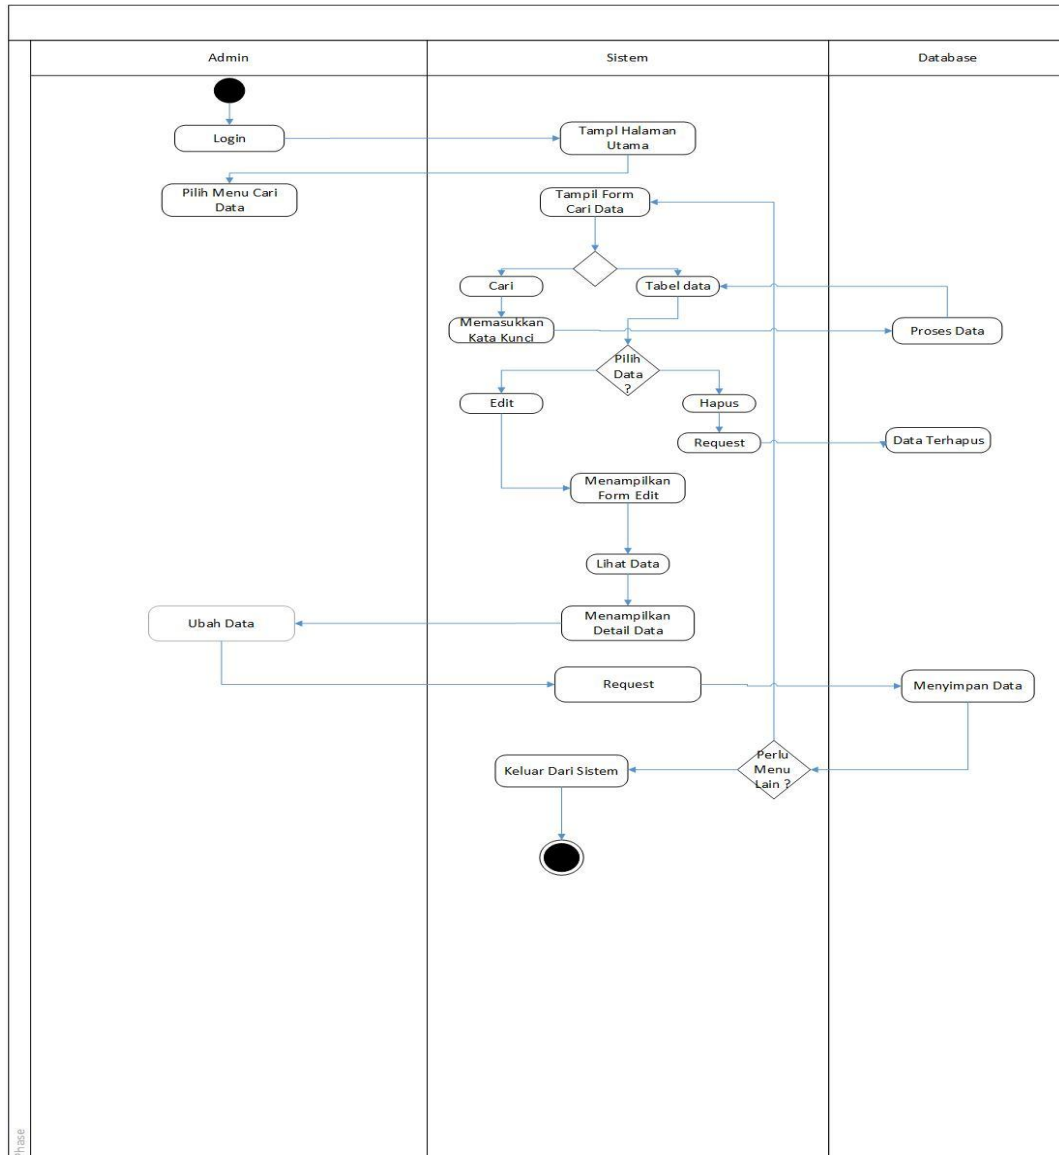 Admin
Sistem
Database
Login
Tampl Halaman
Utama
Pilih Menu Cari
Data
Tampil Form
Cari Data
Cari
Tabel data
Memasukkan
Kata Kunci
Proses Data
Pilih
Data
?
Edit
Hapus
Request
Data Terhapus
Menampilkan
Form Edit
Lihat Data
Ubah Data
Menampilkan
Detail Data
Request
Menyimpan Data
Keluar Dari Sistem
Perlu
Menu
Lain ?
Phase